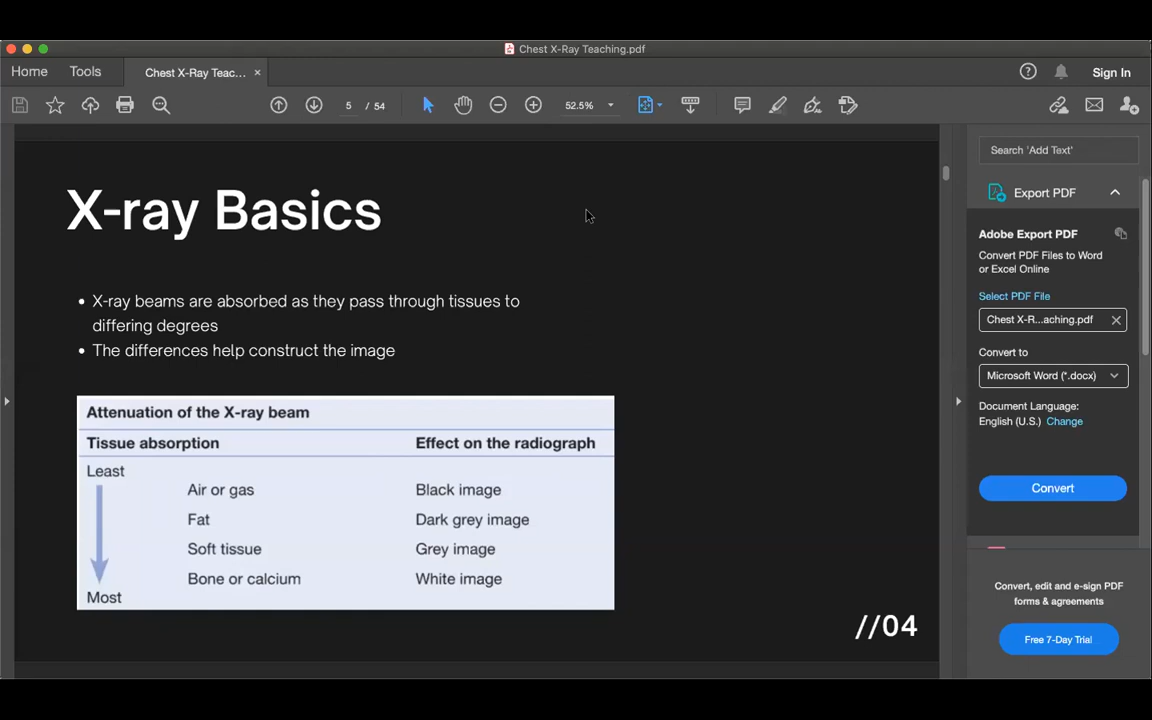 Chest X-Ray Teaching.pdf
Home Tools Chest X-Ray Teac... × Sign In
5 / 54 52.5%
Search 'Add Text'
Export PDF
Adobe Export PDF
Convert PDF Files to Word
or Excel Online
Select PDF File
Chest X-R...aching.pdf
Convert to
Microsoft Word (*.docx)
Document Language:
English (U.S.) Change
Convert
Convert, edit and e-sign PDF
forms & agreements
Free 7-Day Trial
X-ray Basics
• X-ray beams are absorbed as they pass through tissues to
differing degrees
• The differences help construct the image
Attenuation of the X-ray beam
Tissue absorption Effect on the radiograph
Least
Air or gas Black image
Fat Dark grey image
Soft tissue Grey image
Bone or calcium White image
Most
//04